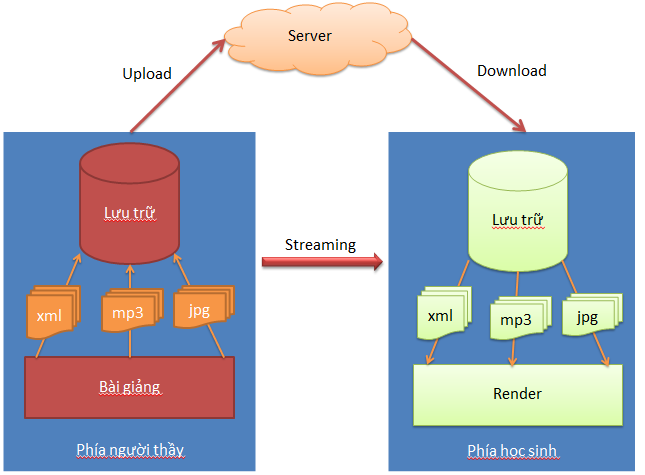 Server
Upload
Download
Lưu trữ
xml
mp3
jpg
Bài giảng
Phía người thầy
Streaming
Lưu trữ
xml
mp3
jpg
Render
Phía học sinh